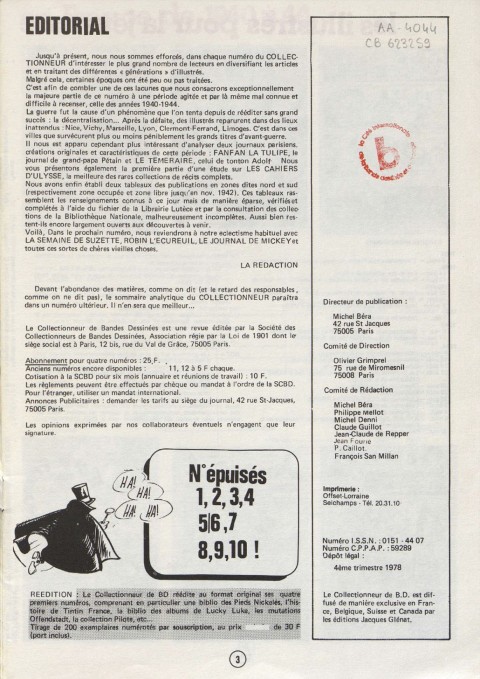 EDITORIAL
AA-4044
CB 623259
Jusqu'à présent, nous nous sommes efforcés, dans chaque numéro du COLLEC-
TIONNEUR d'intéresser le plus grand nombre de lecteurs en diversifiant les articles
et en traitant des différentes « générations » d'illustrés.
Malgré cela, certaines époques ont été peu ou pas traitées.
C'est afin de combler une de ces lacunes que nous consacrons exceptionnellement
la majeure partie de ce numéro à une période agitée et par là même mal connue et
difficile à recenser, celle des années 1940-1944.
La guerre fut la cause d'un phénomène que l'on tenta depuis de rééditer sans grand
succès : la décentralisation... Après la défaite, des illustrés reparurent dans des lieux
inattendus : Nice, Vichy, Marseille, Lyon, Clermont-Ferrand, Limoges. C'est dans ces
villes que survécurent plus ou moins péniblement les grands titres d'avant-guerre.
Il nous est apparu cependant plus intéressant d'analyser deux journaux parisiens,
créations originales et caractéristiques de cette période : FANFAN LA TULIPE, le
journal de grand-papa Pétain et LE TEMERAIRE, celui de tonton Adolf. Nous
vous présentons également la première partie d'une étude sur LES CAHIERS
D'ULYSSE, la meilleure des rares collections de récits complets.
Nous avons enfin établi deux tableaux des publications en zones dites nord et sud
(respectivement zone occupée et zone libre jusqu'en nov. 1942). Ces tableaux ras-
semblent les renseignements connus à ce jour mais de manière éparse, vérifiés et
complétés à l'aide du fichier de la Librairie Lutèce et par la consultation des collec-
tions de la Bibliothèque Nationale, malheureusement incomplètes. Aussi bien res-
tent-ils encore largement ouverts aux découvertes à venir.
Voilà, Dans le prochain numéro, nous reviendrons à notre eclectisme habituel avec
LA SEMAINE DE SUZETTE, ROBIN L'ECUREUIL, LE JOURNAL DE MICKEY et
toutes ces sortes de chères vieilles choses.
LA REDACTION
Devant l'abondance des matières, comme on dit (et le retard des responsables,
comme on ne dit pas), le sommaire analytique du COLLECTIONNEUR paraîtra
dans un numéro ultérieur. Il n'en sera que meilleur...
Le Collectionneur de Bandes Dessinées est une revue éditée par la Société des
Collectionneurs de Bandes Dessinées, Association régie par la Loi de 1901 dont le
siège social est à Paris, 12 bis, rue du Val de Grâce, 75005 Paris.
Abonnement pour quatre numéros : 25,F.
Anciens numéros encore disponibles : 11, 12 à 5 F chaque.
Cotisation à la SCBD pour six mois (annuaire et réunions de travail) : 10 F.
Les règlements peuvent être effectués par chèque ou mandat à l'ordre de la SCBD.
Pour l'étranger, utiliser un mandat international.
Annonces Publicitaires : demander les tarifs au siège du journal, 42 rue St-Jacques,
75005 Paris.
Les opinions exprimées par nos collaborateurs éventuels n'engagent que leur
signature.
HA!
HA!
HA! HA!
N° épuisés
1, 2, 3, 4
5, 6, 7
8, 9, 10 !
REEDITION : Le Collectionneur de BD réédite au format original ses quatre
premiers numéros, comprenant en particulier une biblio des Pieds Nickelés, l'his-
toire de Tintin France, la biblio des albums de Lucky Luke, les mutations
Offenstadt, la collection Pilote, etc...
Tirage de 200 exemplaires numérotés par souscription, au prix de 30 F
(port inclus).
Directeur de publication :
Michel Béra
42 rue St Jacques
75005 Paris
Comité de Direction
Olivier Grimprel
75 rue de Miromesnil
75008 Paris
Comité de Rédaction
Michel Béra
Philippe Mellot
Michel Denni
Claude Guillot
Jean-Claude de Repper
Jean Fourie
P. Caillot.
François San Millan
Imprimerie :
Offset-Lorraine
Seichamps - Tél. 20.31.10
Numéro I.S.S.N. : 0151 - 44 07
Numéro C.P.P.A.P. : 59289
Dépôt légal :
4ème trimestre 1978
Le Collectionneur de B.D. est dif-
fusé de manière exclusive en Fran-
ce, Belgique, Suisse et Canada par
les éditions Jacques Glénat.
3